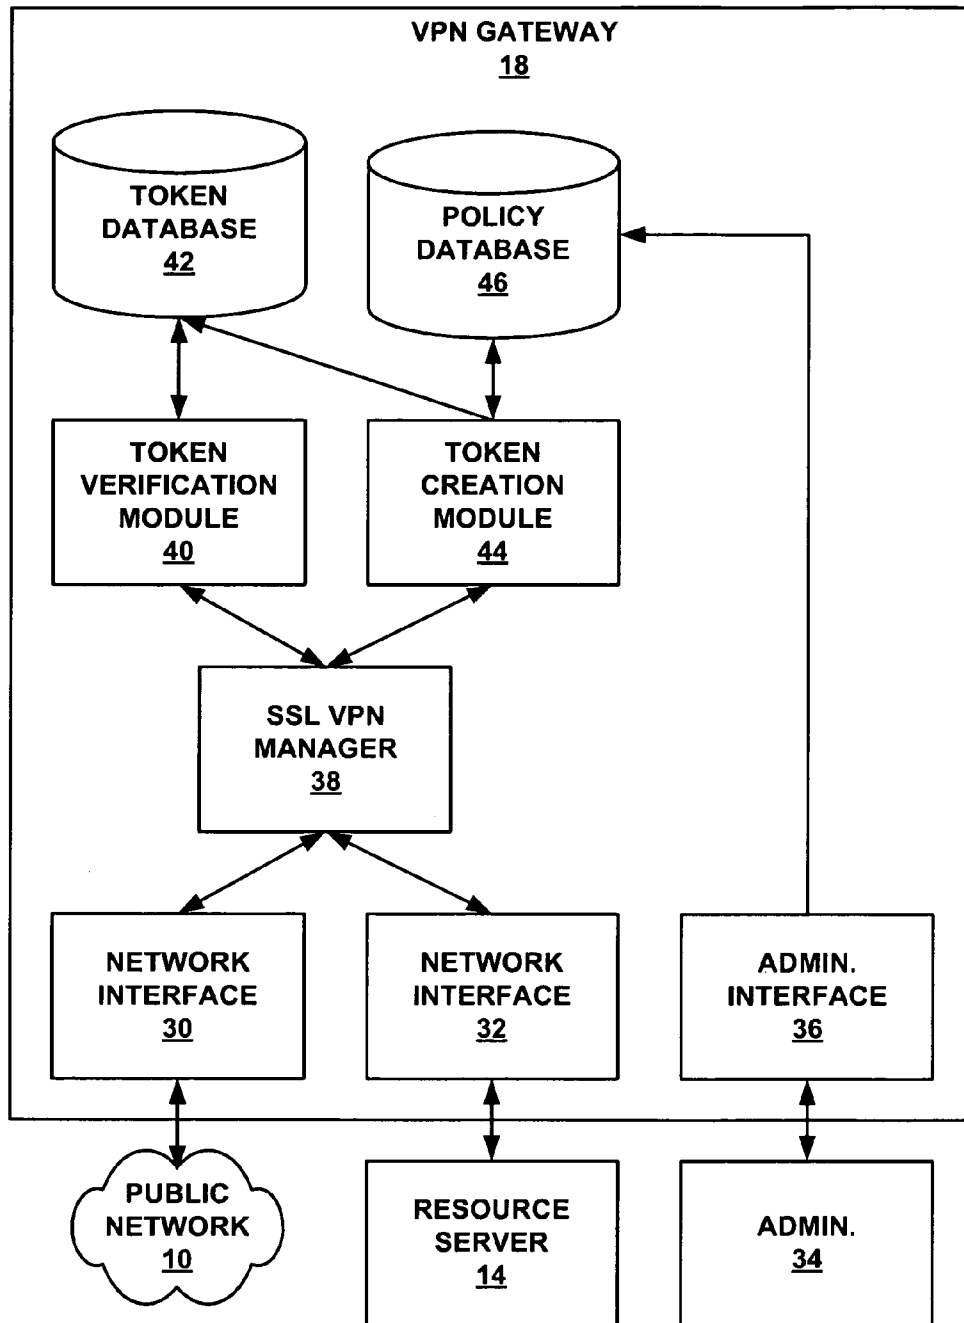 VPN GATEWAY
18
TOKEN
DATABASE
42
POLICY
DATABASE
46
TOKEN
VERIFICATION
MODULE
40
TOKEN
CREATION
MODULE
44
SSL VPN
MANAGER
38
NETWORK
INTERFACE
30
NETWORK
INTERFACE
32
ADMIN.
INTERFACE
36
PUBLIC
NETWORK
10
RESOURCE
SERVER
14
ADMIN.
34